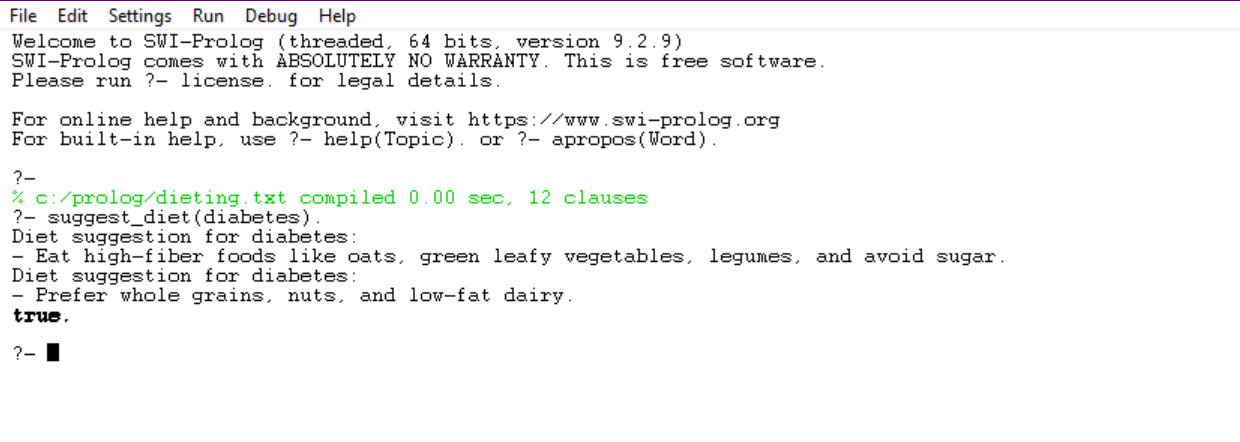 File Edit Settings Run Debug Help
Welcome to SWI-Prolog (threaded, 64 bits, version 9.2.9)
SWI-Prolog comes with ABSOLUTELY NO WARRANTY. This is free software.
Please run ?- license. for legal details.
For online help and background, visit https://www.swi-prolog.org
For built-in help, use ?- help(Topic). or ?- apropos(Word).
?-
% c:/prolog/dieting.txt compiled 0.00 sec, 12 clauses
?- suggest_diet(diabetes).
Diet suggestion for diabetes:
- Eat high-fiber foods like oats, green leafy vegetables, legumes, and avoid sugar.
Diet suggestion for diabetes:
- Prefer whole grains, nuts, and low-fat dairy.
true.
?-